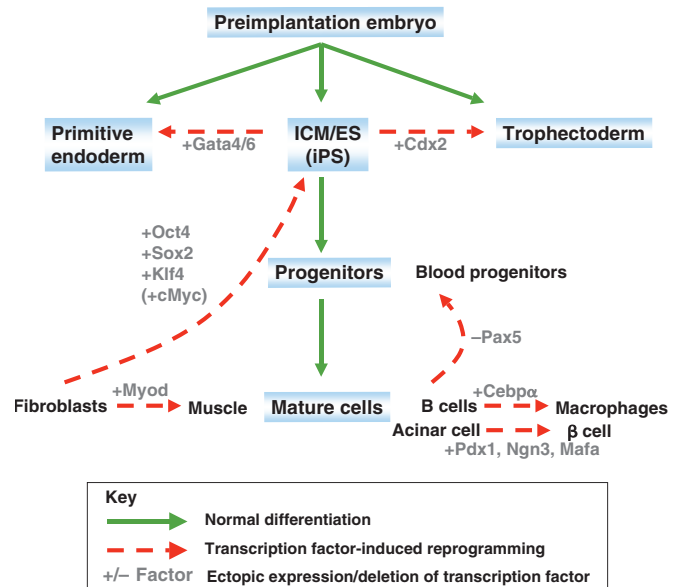 Preimplantation embryo
Primitive
endoderm
+Gata4/6
ICM/ES
(iPS)
+Cdx2
Trophectoderm
+Oct4
+Sox2
+Klf4
(+cMyc)
Progenitors
Blood progenitors
–Pax5
Fibroblasts
+Myod
Muscle
Mature cells
B cells
+Cebpα
Macrophages
Acinar cell
β cell
+Pdx1, Ngn3, Mafa
Key
Normal differentiation
Transcription factor-induced reprogramming
+/– Factor Ectopic expression/deletion of transcription factor